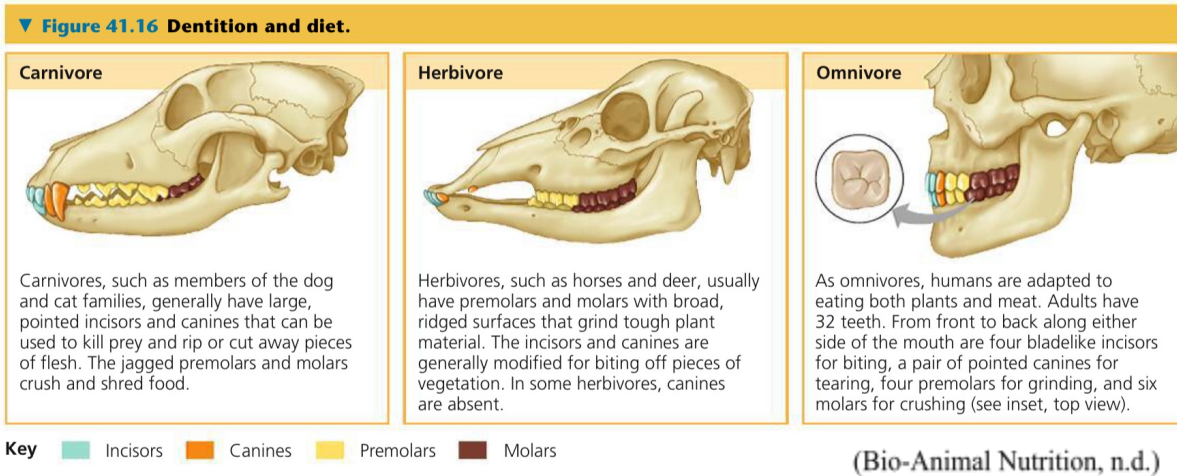 ▼ Figure 41.16 Dentition and diet.
Carnivore
Carnivores, such as members of the dog
and cat families, generally have large,
pointed incisors and canines that can be
used to kill prey and rip or cut away pieces
of flesh. The jagged premolars and molars
crush and shred food.
Herbivore
Herbivores, such as horses and deer, usually
have premolars and molars with broad,
ridged surfaces that grind tough plant
material. The incisors and canines are
generally modified for biting off pieces of
vegetation. In some herbivores, canines
are absent.
Omnivore
As omnivores, humans are adapted to
eating both plants and meat. Adults have
32 teeth. From front to back along either
side of the mouth are four bladelike incisors
for biting, a pair of pointed canines for
tearing, four premolars for grinding, and six
molars for crushing (see inset, top view).
Key Incisors Canines Premolars Molars
(Bio-Animal Nutrition, n.d.)